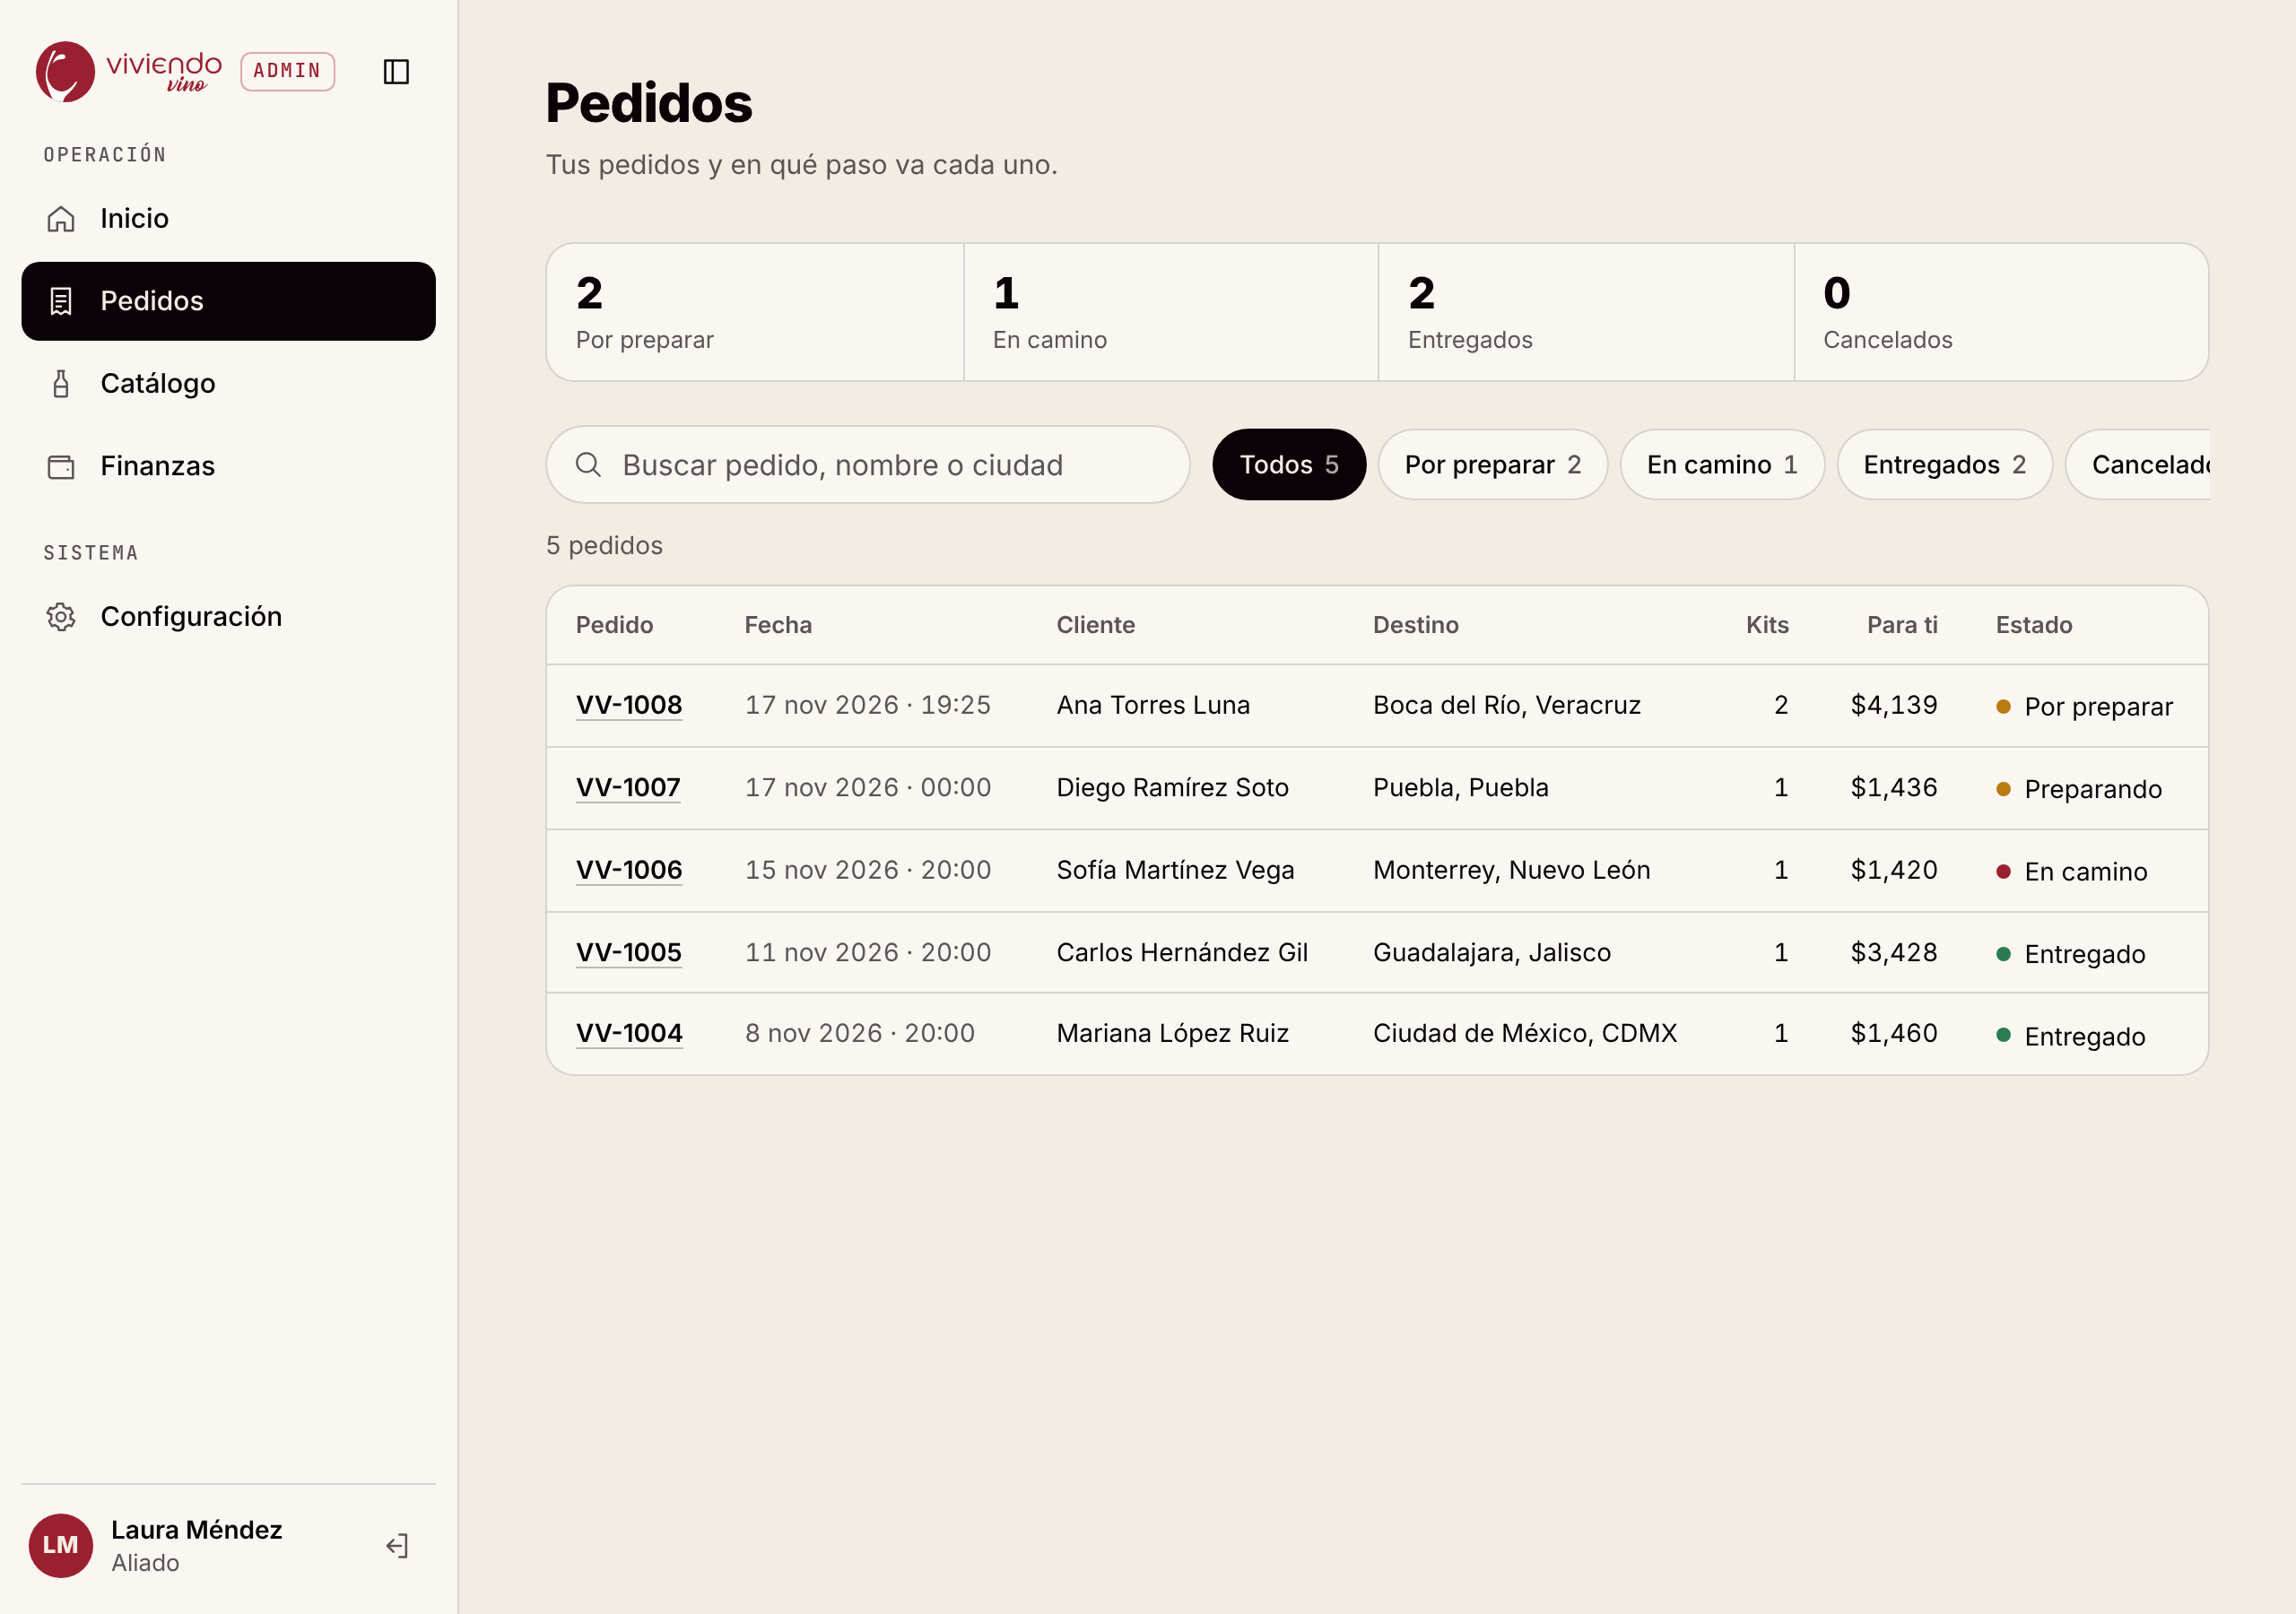 viviendo vino ADMIN
OPERACIÓN
Inicio
Pedidos
Catálogo
Finanzas
SISTEMA
Configuración
LM Laura Méndez
Aliado
Pedidos
Tus pedidos y en qué paso va cada uno.
2 Por preparar
1 En camino
2 Entregados
0 Cancelados
Buscar pedido, nombre o ciudad Todos 5 Por preparar 2 En camino 1 Entregados 2 Cancelado
5 pedidos
Pedido Fecha Cliente Destino Kits Para ti Estado
VV-1008 17 nov 2026 · 19:25 Ana Torres Luna Boca del Río, Veracruz 2 $4,139 Por preparar
VV-1007 17 nov 2026 · 00:00 Diego Ramírez Soto Puebla, Puebla 1 $1,436 Preparando
VV-1006 15 nov 2026 · 20:00 Sofía Martínez Vega Monterrey, Nuevo León 1 $1,420 En camino
VV-1005 11 nov 2026 · 20:00 Carlos Hernández Gil Guadalajara, Jalisco 1 $3,428 Entregado
VV-1004 8 nov 2026 · 20:00 Mariana López Ruiz Ciudad de México, CDMX 1 $1,460 Entregado